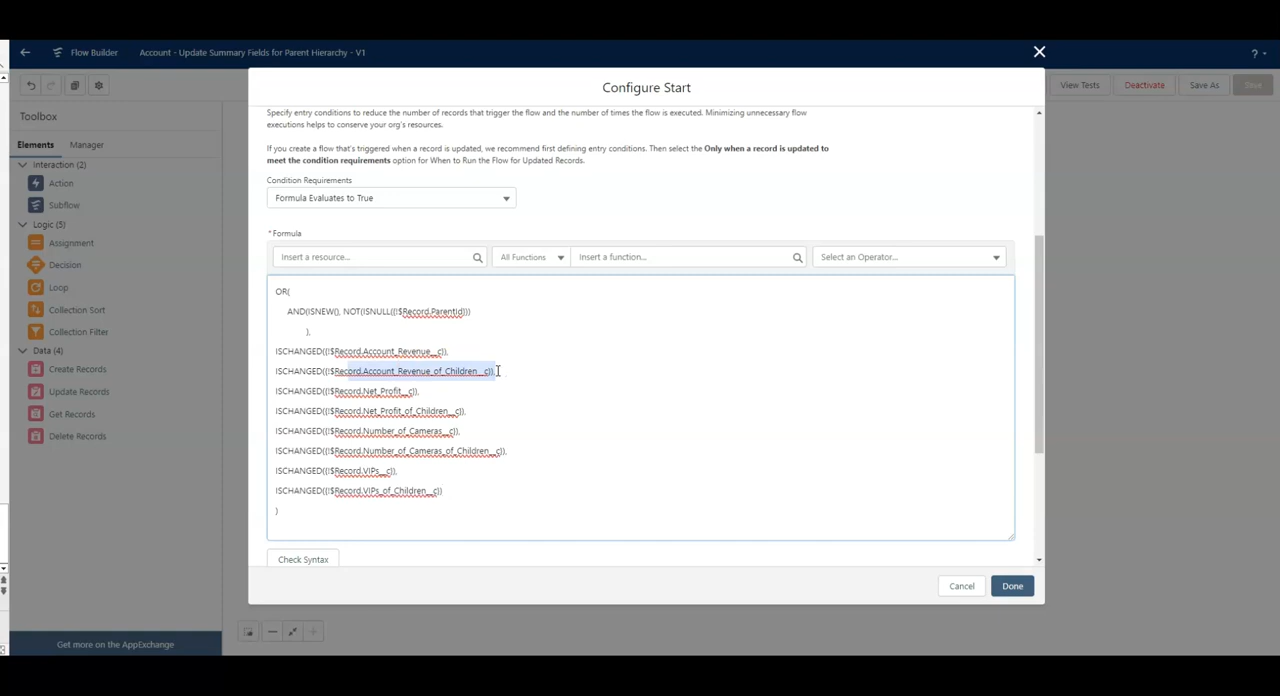 Flow Builder
Account - Update Summary Fields for Parent Hierarchy - V1
?
View Tests
Deactivate
Save As
Save
Toolbox
Elements
Manager
Interaction (2)
Action
Subflow
Logic (5)
Assignment
Decision
Loop
Collection Sort
Collection Filter
Data (4)
Create Records
Update Records
Get Records
Delete Records
Get more on the AppExchange
Configure Start
Specify entry conditions to reduce the number of records that trigger the flow and the number of times the flow is executed. Minimizing unnecessary flow
executions helps to conserve your org's resources.
If you create a flow that's triggered when a record is updated, we recommend first defining entry conditions. Then select the Only when a record is updated to
meet the condition requirements option for When to Run the Flow for Updated Records.
Condition Requirements
Formula Evaluates to True
*Formula
Insert a resource...
All Functions
Insert a function...
Select an Operator...
OR(
AND(ISNEW(), NOT(ISNULL({!$Record.ParentId}))
),
ISCHANGED({!$Record.Account_Revenue__c}),
ISCHANGED({!$Record.Account_Revenue_of_Children__c}),
ISCHANGED({!$Record.Net_Profit__c}),
ISCHANGED({!$Record.Net_Profit_of_Children__c}),
ISCHANGED({!$Record.Number_of_Cameras__c}),
ISCHANGED({!$Record.Number_of_Cameras_of_Children__c}),
ISCHANGED({!$Record.VIPs__c}),
ISCHANGED({!$Record.VIPs_of_Children__c})
)
Check Syntax
Cancel
Done